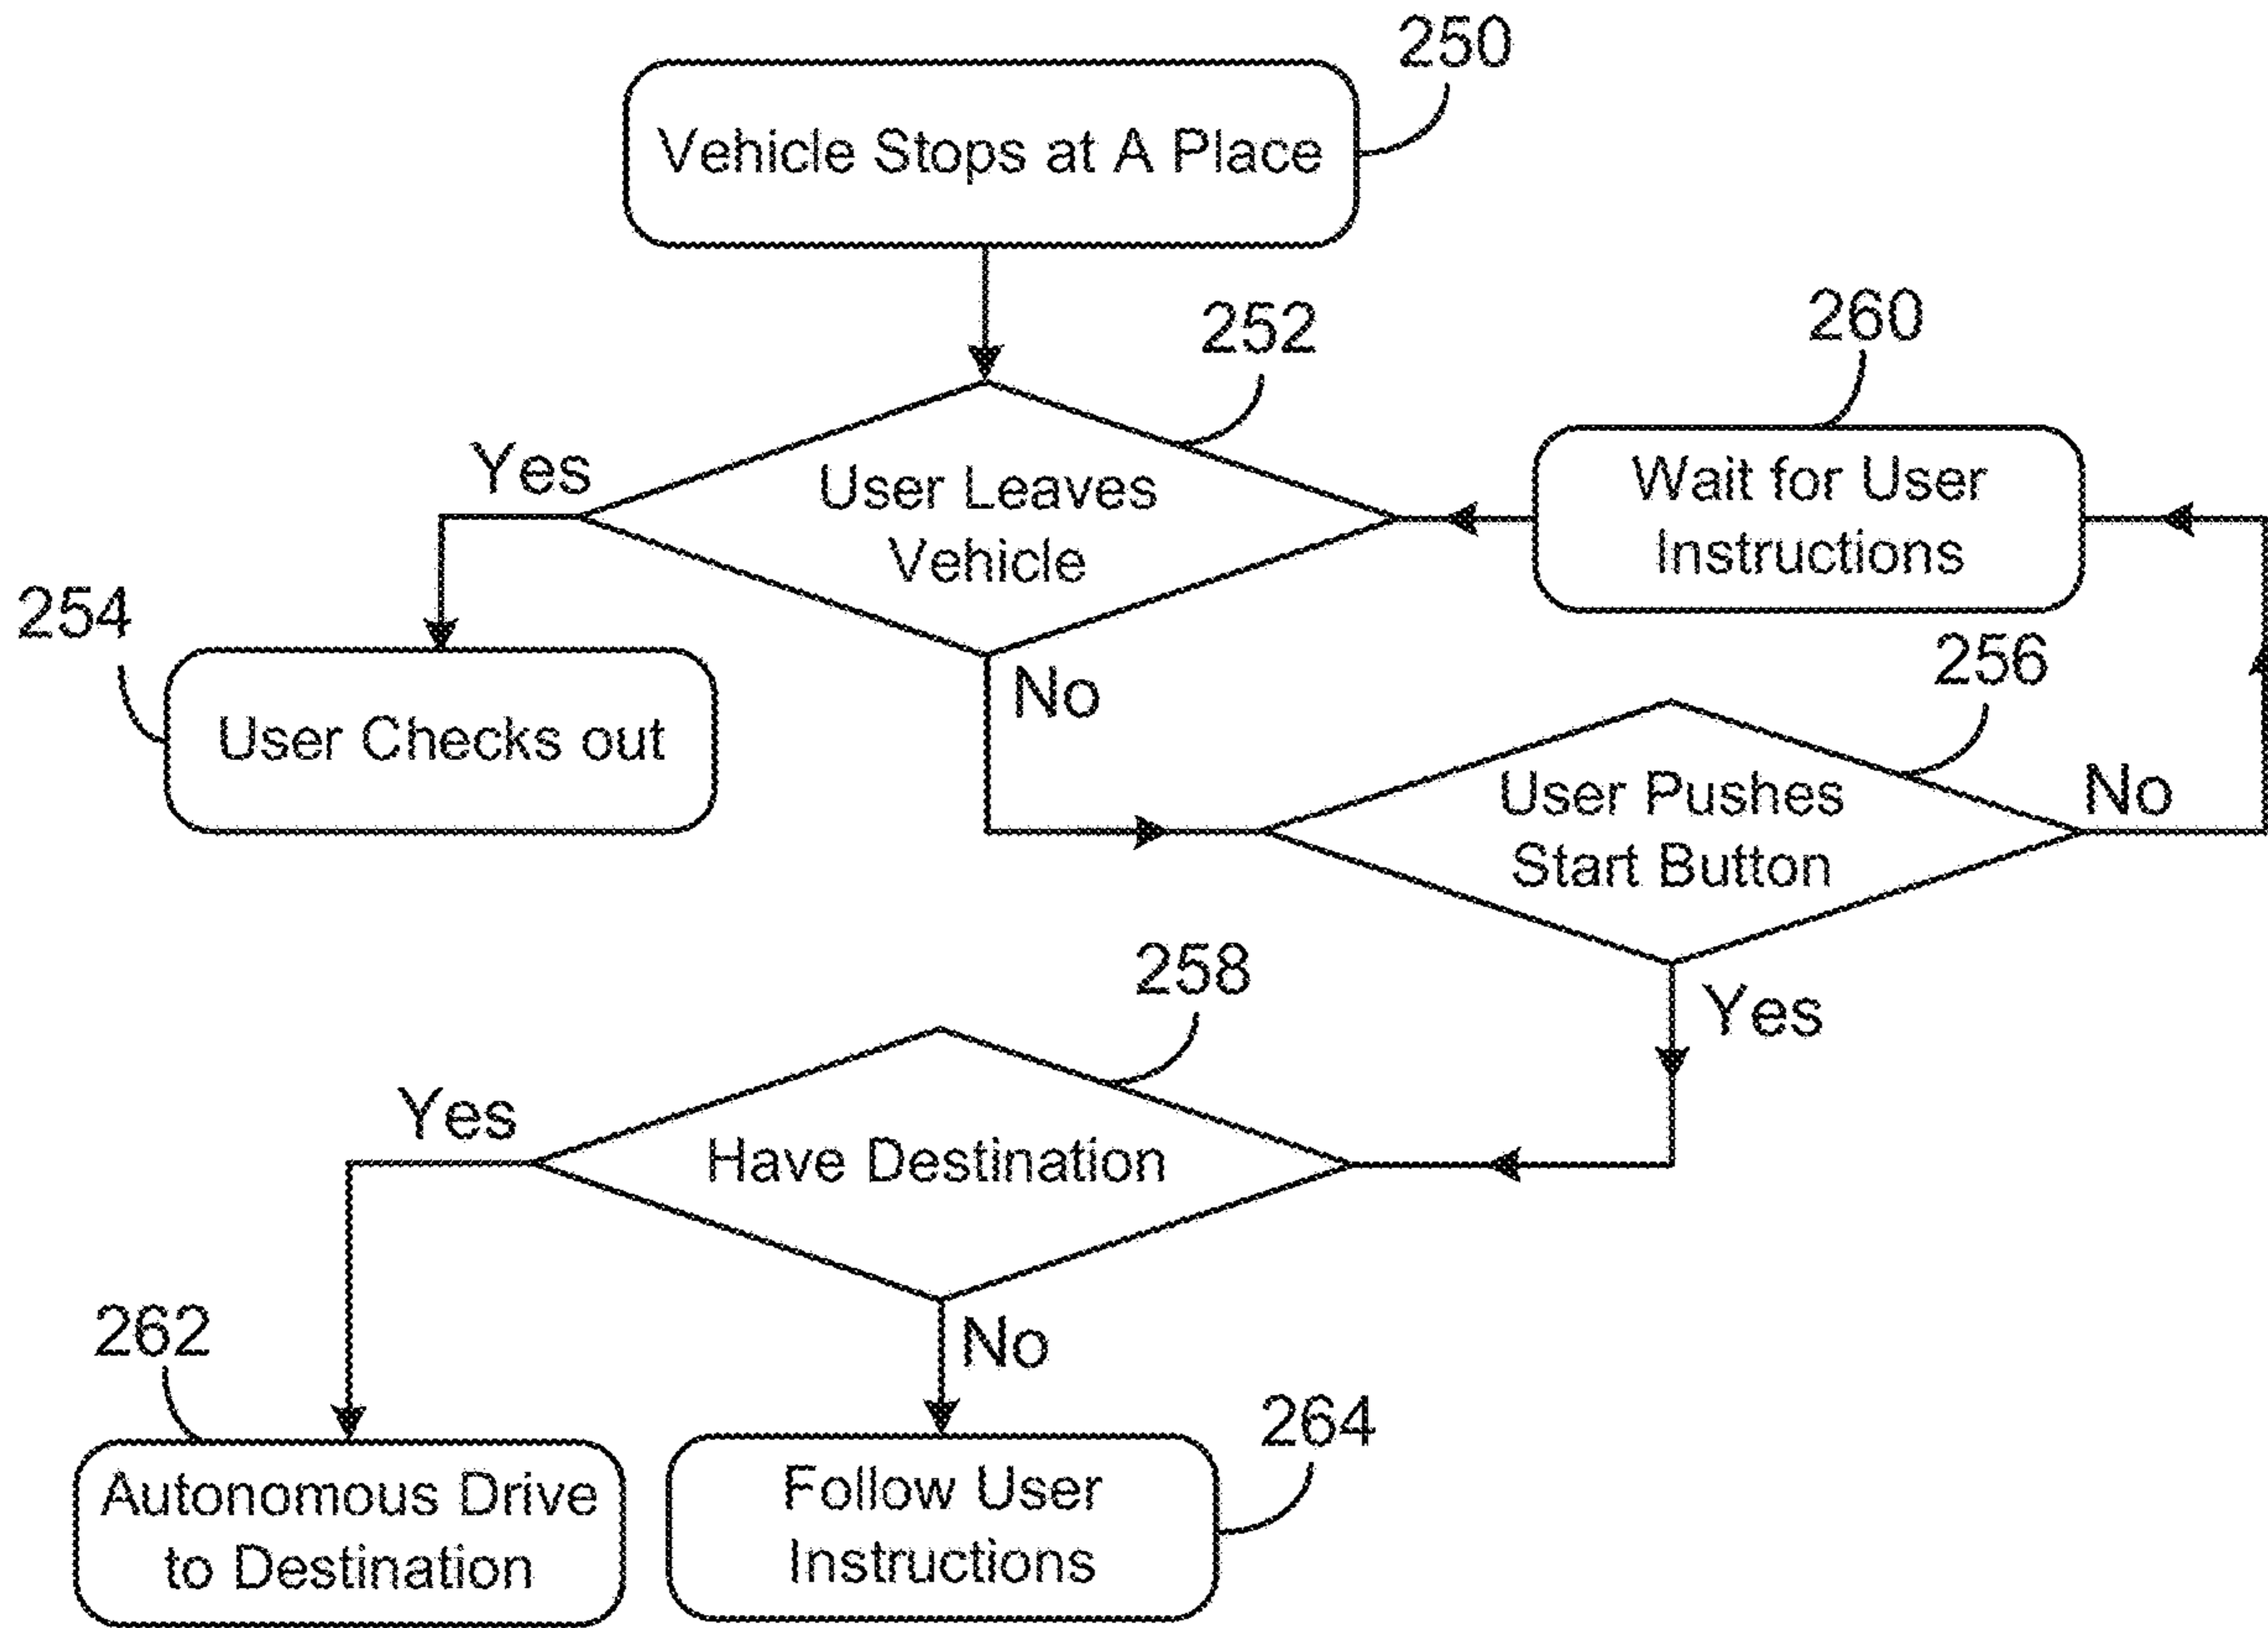 250
Vehicle Stops at A Place
252
260
Yes
User Leaves
Vehicle
Wait for User
Instructions
254
No
256
User Checks out
User Pushes
Start Button
No
258
Yes
Yes
Have Destination
262
No
264
Autonomous Drive
to Destination
Follow User
Instructions